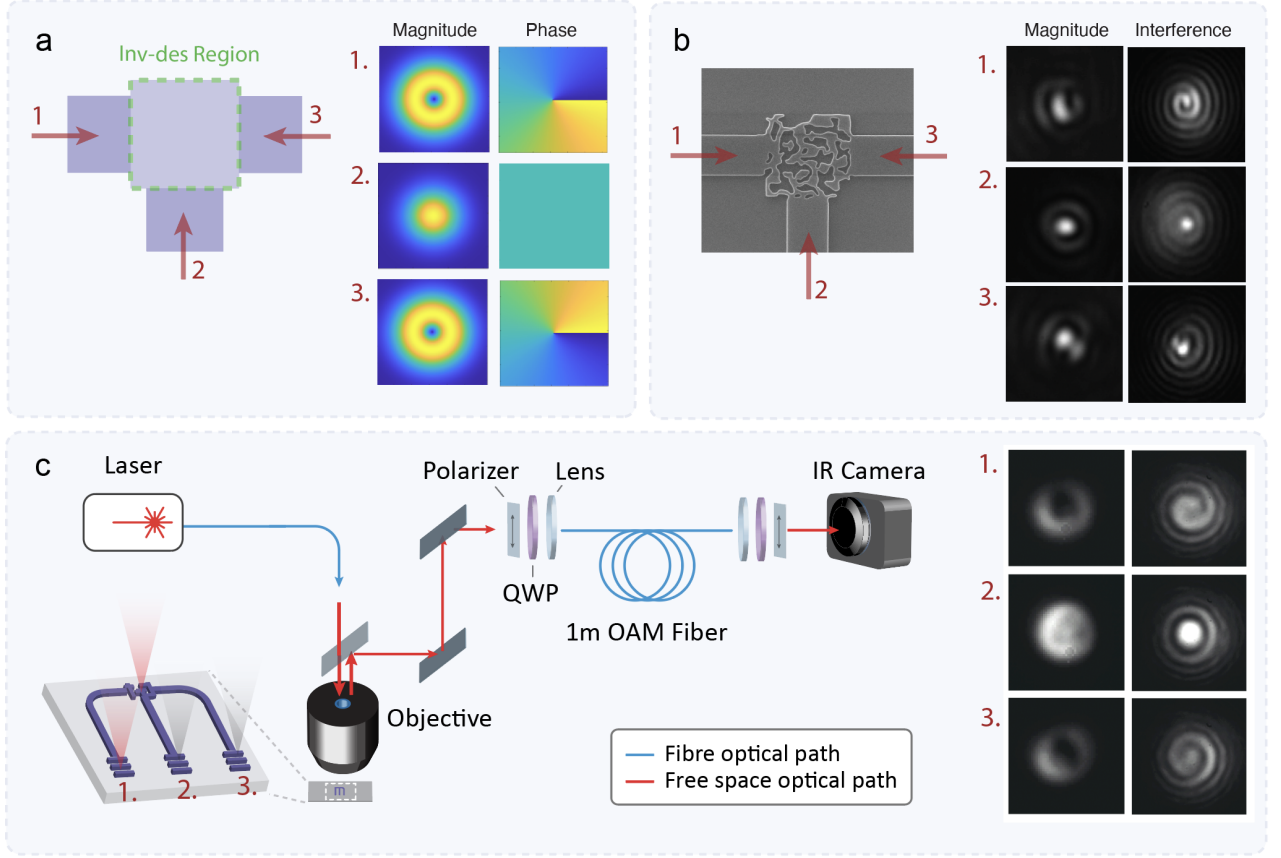 a
Inv-des Region
1
3
2
Magnitude Phase
1.
2.
3.
b
1
3
2
Magnitude Interference
1.
2.
3.
c
Laser
Polarizer
Lens
IR Camera
QWP
1m OAM Fiber
Objective
1.
2.
3.
m
Fibre optical path
Free space optical path
1.
2.
3.